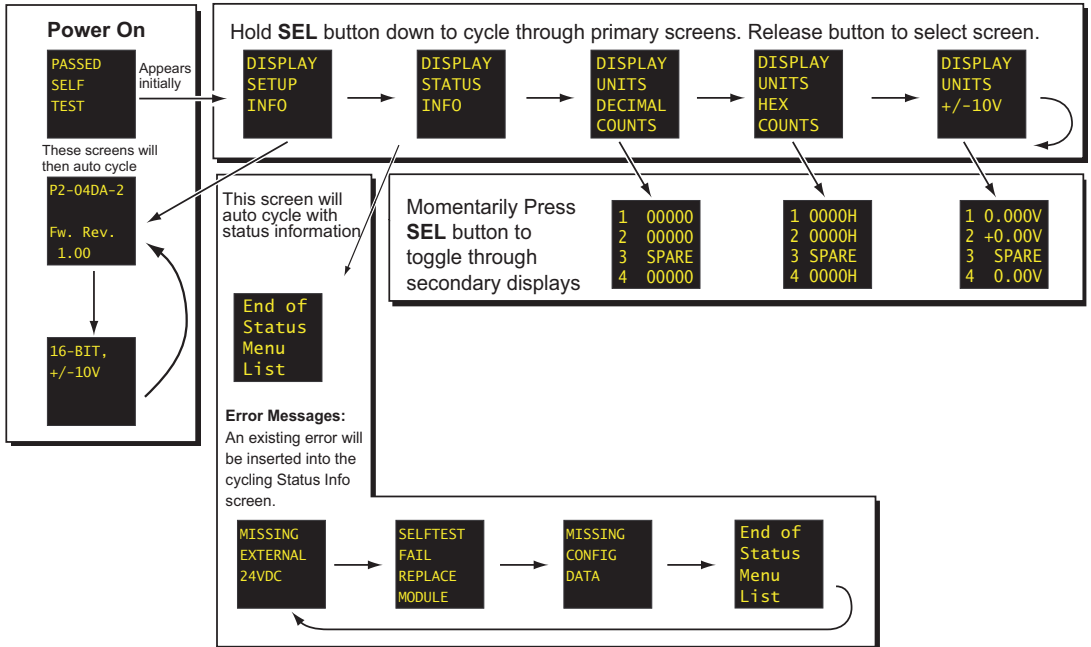 Power On
PASSED
SELF
TEST
Appears
initially
These screens will
then auto cycle
P2-04DA-2
Fw. Rev.
1.00
16-BIT,
+/-10V
Hold SEL button down to cycle through primary screens. Release button to select screen.
DISPLAY
SETUP
INFO
DISPLAY
STATUS
INFO
DISPLAY
UNITS
DECIMAL
COUNTS
DISPLAY
UNITS
HEX
COUNTS
DISPLAY
UNITS
+/-10V
Momentarily Press
SEL button to
toggle through
secondary displays
1 00000
2 00000
3 SPARE
4 00000
1 0000H
2 0000H
3 SPARE
4 0000H
1 0.000V
2 +0.00V
3 SPARE
4 0.00V
This screen will
auto cycle with
status information
End of
Status
Menu
List
Error Messages:
An existing error will
be inserted into the
cycling Status Info
screen.
MISSING
EXTERNAL
24VDC
SELFTEST
FAIL
REPLACE
MODULE
MISSING
CONFIG
DATA
End of
Status
Menu
List